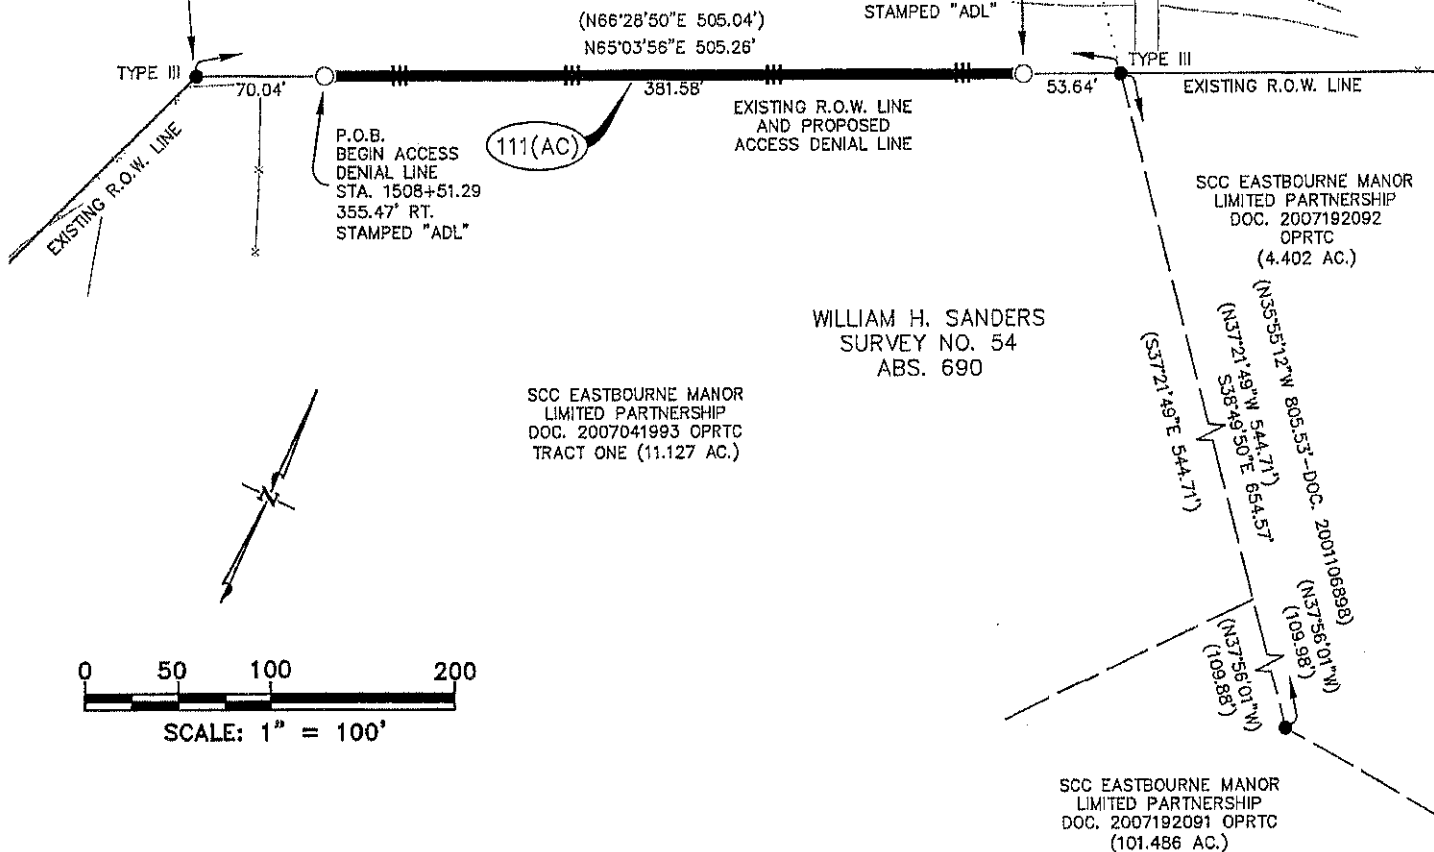 (N66°28'50"E 505.04')
N65°03'56"E 505.26'
STAMPED "ADL"
TYPE III
70.04'
381.58'
53.64'
TYPE III
EXISTING R.O.W. LINE
EXISTING R.O.W. LINE
AND PROPOSED
ACCESS DENIAL LINE
111(AC)
P.O.B.
BEGIN ACCESS
DENIAL LINE
STA. 1508+51.29
355.47' RT.
STAMPED "ADL"
EXISTING R.O.W. LINE
SCC EASTBOURNE MANOR
LIMITED PARTNERSHIP
DOC. 2007192092
OPRTC
(4.402 AC.)
WILLIAM H. SANDERS
SURVEY NO. 54
ABS. 690
SCC EASTBOURNE MANOR
LIMITED PARTNERSHIP
DOC. 2007041993 OPRTC
TRACT ONE (11.127 AC.)
(S37°21'49"E 544.71')
(N35°55'12"W 805.53'-DOC. 2001106898)
(N37°21'49"W 544.71')
S38°49'50"E 654.57'
(N37°56'01"W)
(109.98')
(N37°56'01"W)
(109.88')
N
0 50 100 200
SCALE: 1" = 100'
SCC EASTBOURNE MANOR
LIMITED PARTNERSHIP
DOC. 2007192091 OPRTC
(101.486 AC.)